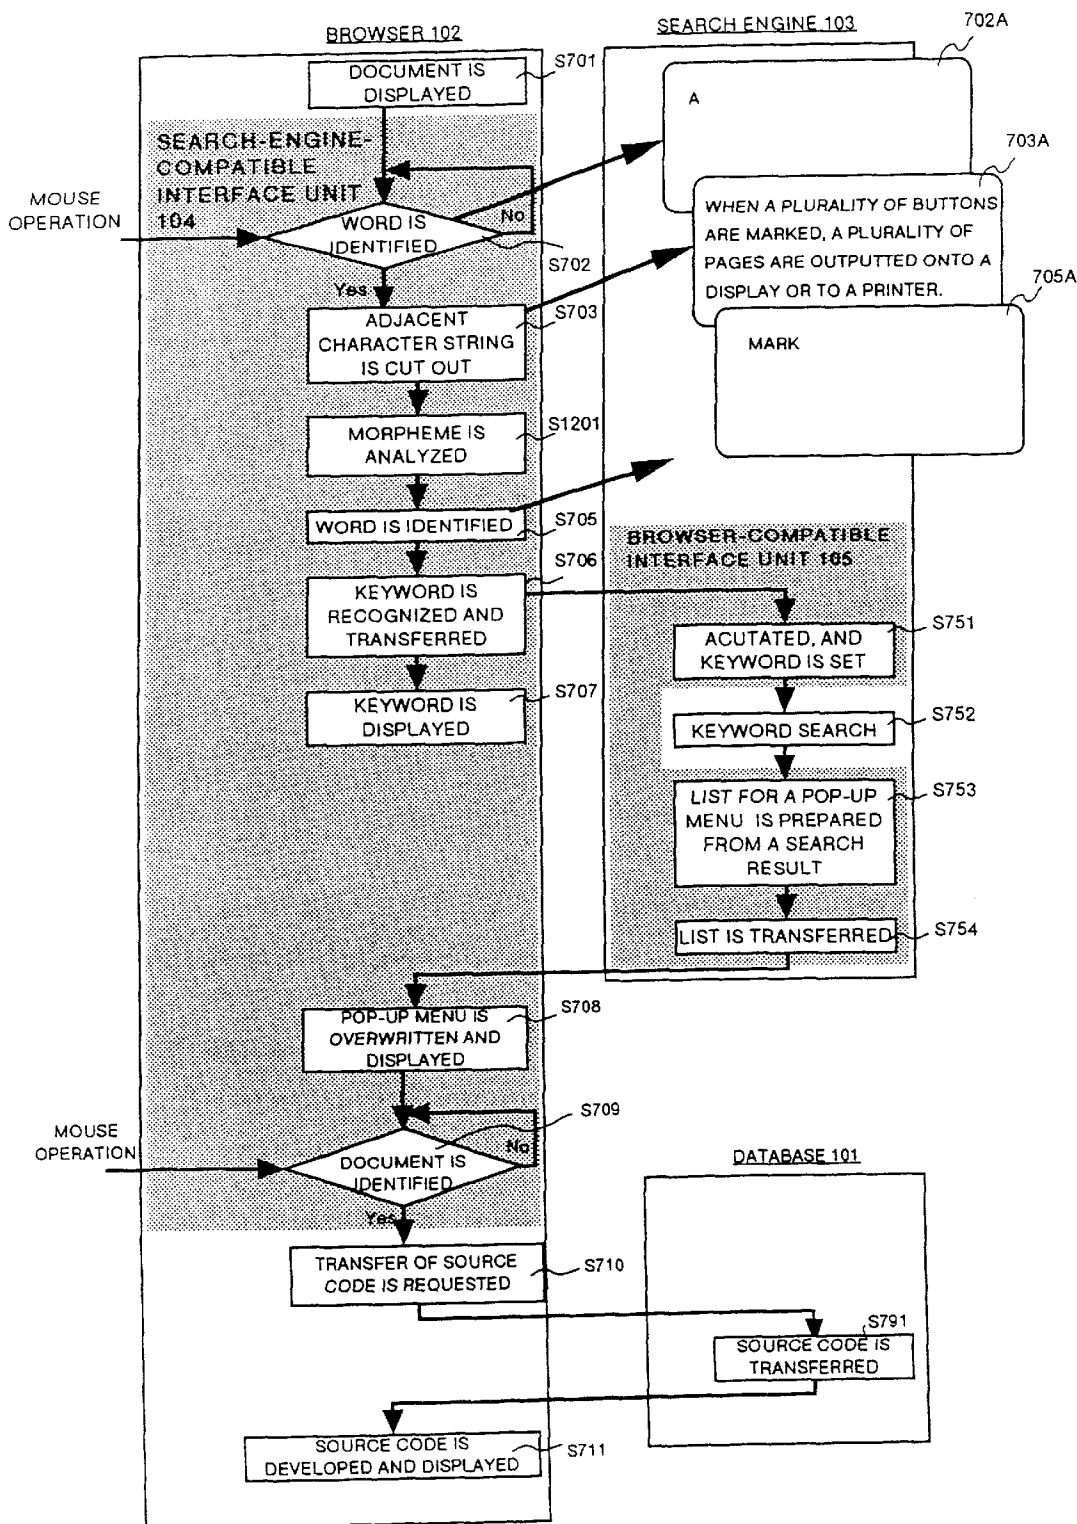 BROWSER 102
SEARCH ENGINE 103
702A
S701
DOCUMENT IS
DISPLAYED
A
SEARCH-ENGINE-
COMPATIBLE
INTERFACE UNIT
104
703A
MOUSE
OPERATION
WORD IS
IDENTIFIED
No
S702
Yes
WHEN A PLURALITY OF BUTTONS
ARE MARKED, A PLURALITY OF
PAGES ARE OUTPUTTED ONTO A
DISPLAY OR TO A PRINTER.
705A
S703
ADJACENT
CHARACTER STRING
IS CUT OUT
MARK
S1201
MORPHEME IS
ANALYZED
WORD IS IDENTIFIED
S705
BROWSER-COMPATIBLE
INTERFACE UNIT 105
S706
KEYWORD IS
RECOGNIZED AND
TRANSFERRED
S751
ACUTATED, AND
KEYWORD IS SET
S707
KEYWORD IS
DISPLAYED
S752
KEYWORD SEARCH
S753
LIST FOR A POP-UP
MENU IS PREPARED
FROM A SEARCH
RESULT
LIST IS TRANSFERRED
S754
S708
POP-UP MENU IS
OVERWRITTEN AND
DISPLAYED
S709
MOUSE
OPERATION
No
DOCUMENT IS
IDENTIFIED
Yes
DATABASE 101
TRANSFER OF SOURCE
CODE IS REQUESTED
S710
S791
SOURCE CODE IS
TRANSFERRED
SOURCE CODE IS
DEVELOPED AND DISPLAYED
S711